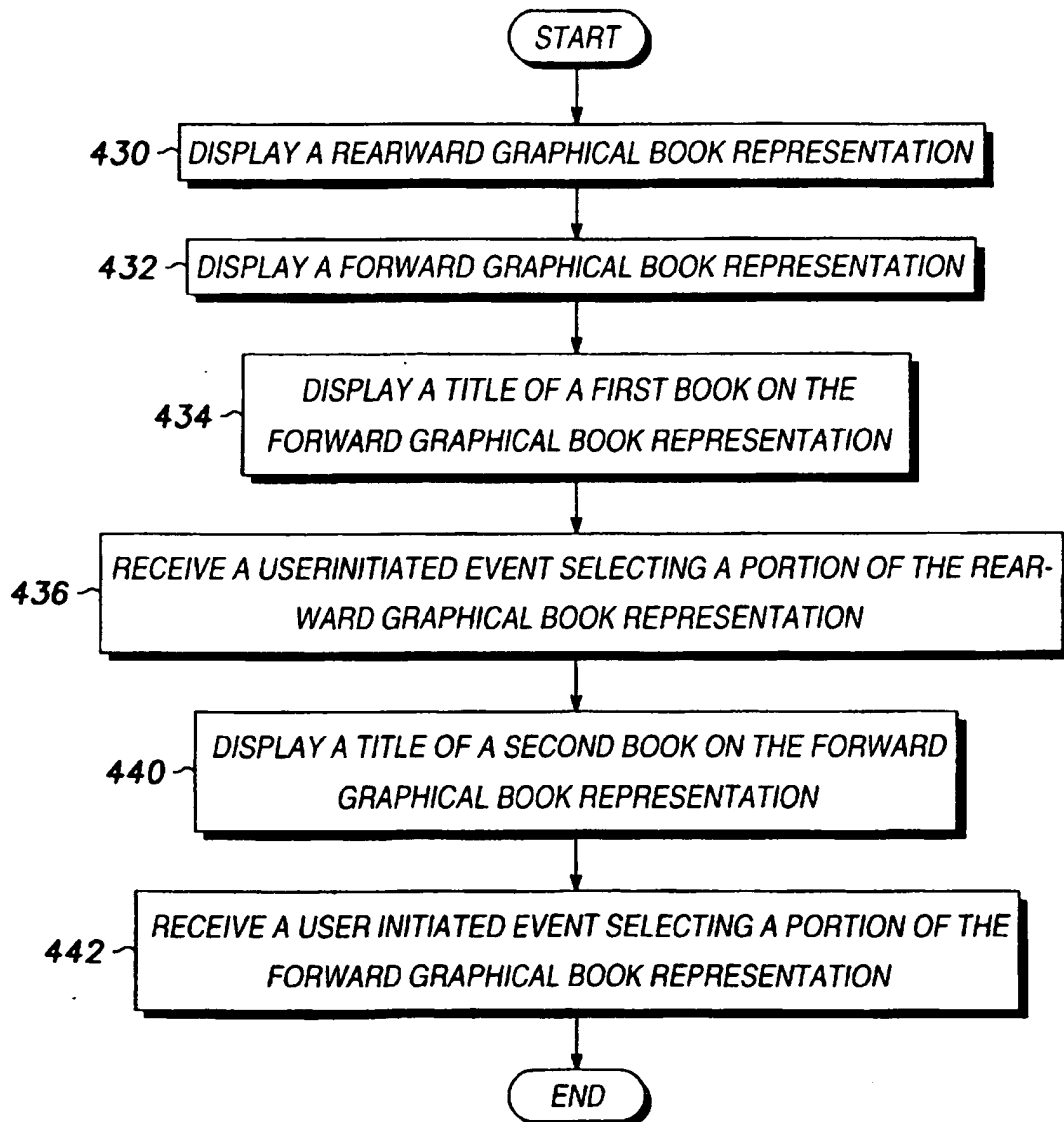 START
430 DISPLAY A REARWARD GRAPHICAL BOOK REPRESENTATION
432 DISPLAY A FORWARD GRAPHICAL BOOK REPRESENTATION
DISPLAY A TITLE OF A FIRST BOOK ON THE
434
FORWARD GRAPHICAL BOOK REPRESENTATION
RECEIVE A USERINITIATED EVENT SELECTING A PORTION OF THE REAR-
436
WARD GRAPHICAL BOOK REPRESENTATION
DISPLAY A TITLE OF A SECOND BOOK ON THE FORWARD
440
GRAPHICAL BOOK REPRESENTATION
RECEIVE A USER INITIATED EVENT SELECTING A PORTION OF THE
442
FORWARD GRAPHICAL BOOK REPRESENTATION
END